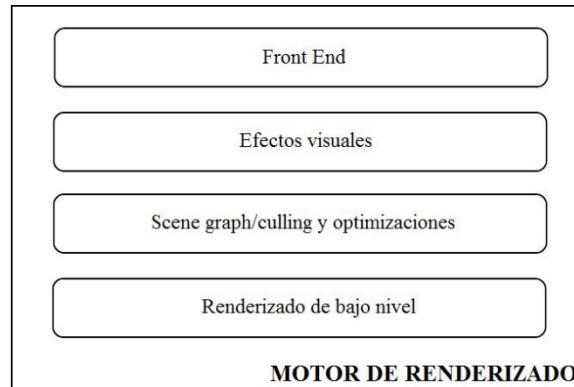 Front End
Efectos visuales
Scene graph/culling y optimizaciones
Renderizado de bajo nivel
MOTOR DE RENDERIZADO